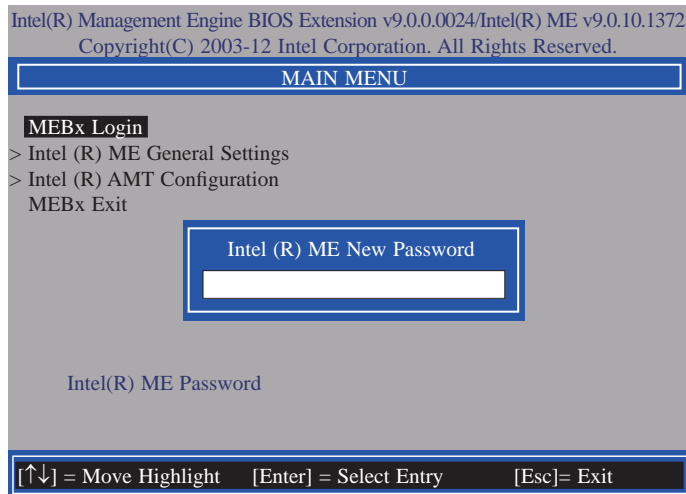 Intel(R) Management Engine BIOS Extension v9.0.0.0024/Intel(R) ME v9.0.10.1372
Copyright(C) 2003-12 Intel Corporation. All Rights Reserved.
MAIN MENU
MEBx Login
> Intel (R) ME General Settings
> Intel (R) AMT Configuration
MEBx Exit
Intel (R) ME New Password
Intel(R) ME Password
[↑↓] = Move Highlight [Enter] = Select Entry [Esc]= Exit